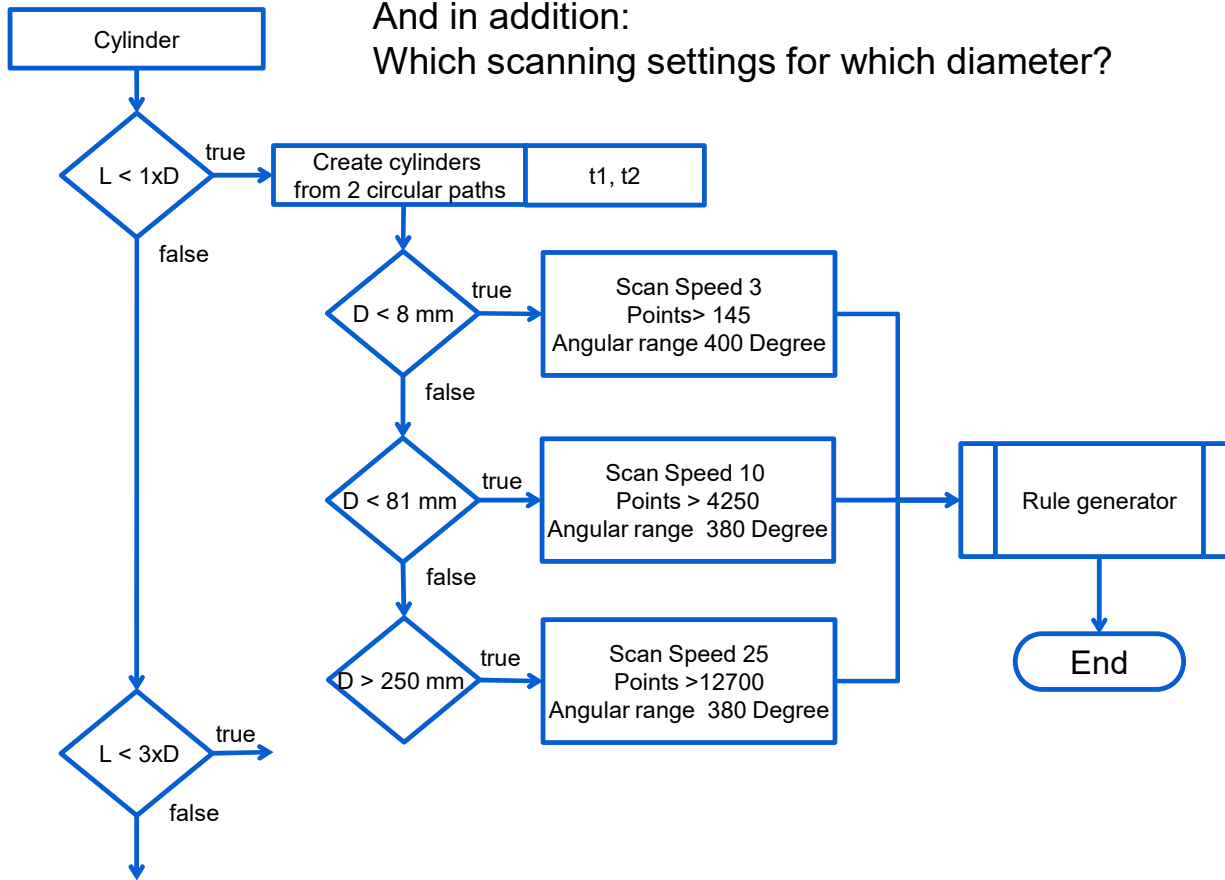 And in addition:
Which scanning settings for which diameter?
Cylinder
L < 1xD
true
false
Create cylinders
from 2 circular paths
t1, t2
D < 8 mm
true
false
Scan Speed 3
Points> 145
Angular range 400 Degree
D < 81 mm
true
false
Scan Speed 10
Points > 4250
Angular range  380 Degree
D > 250 mm
true
Scan Speed 25
Points >12700
Angular range  380 Degree
Rule generator
End
L < 3xD
true
false